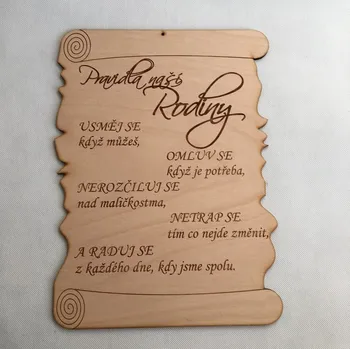 Pravidla naší
Rodiny
USMĚJ SE
když můžeš,
OMLUV SE
když je potřeba,
NEROZČILUJ SE
nad maličkostma,
NETRAP SE
tím co nejde změnit,
A RADUJ SE
z každého dne, kdy jsme spolu.